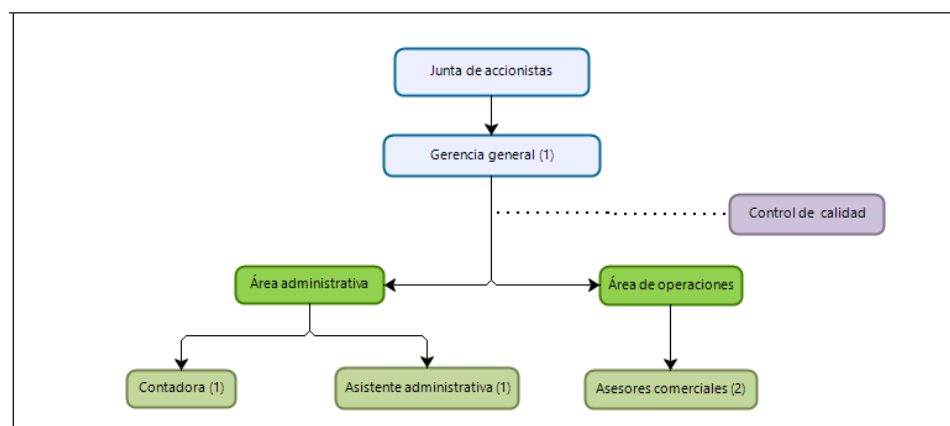 Junta de accionistas
Gerencia general (1)
Control de calidad
Área administrativa
Área de operaciones
Contadora (1)
Asistente administrativa (1)
Asesores comerciales (2)